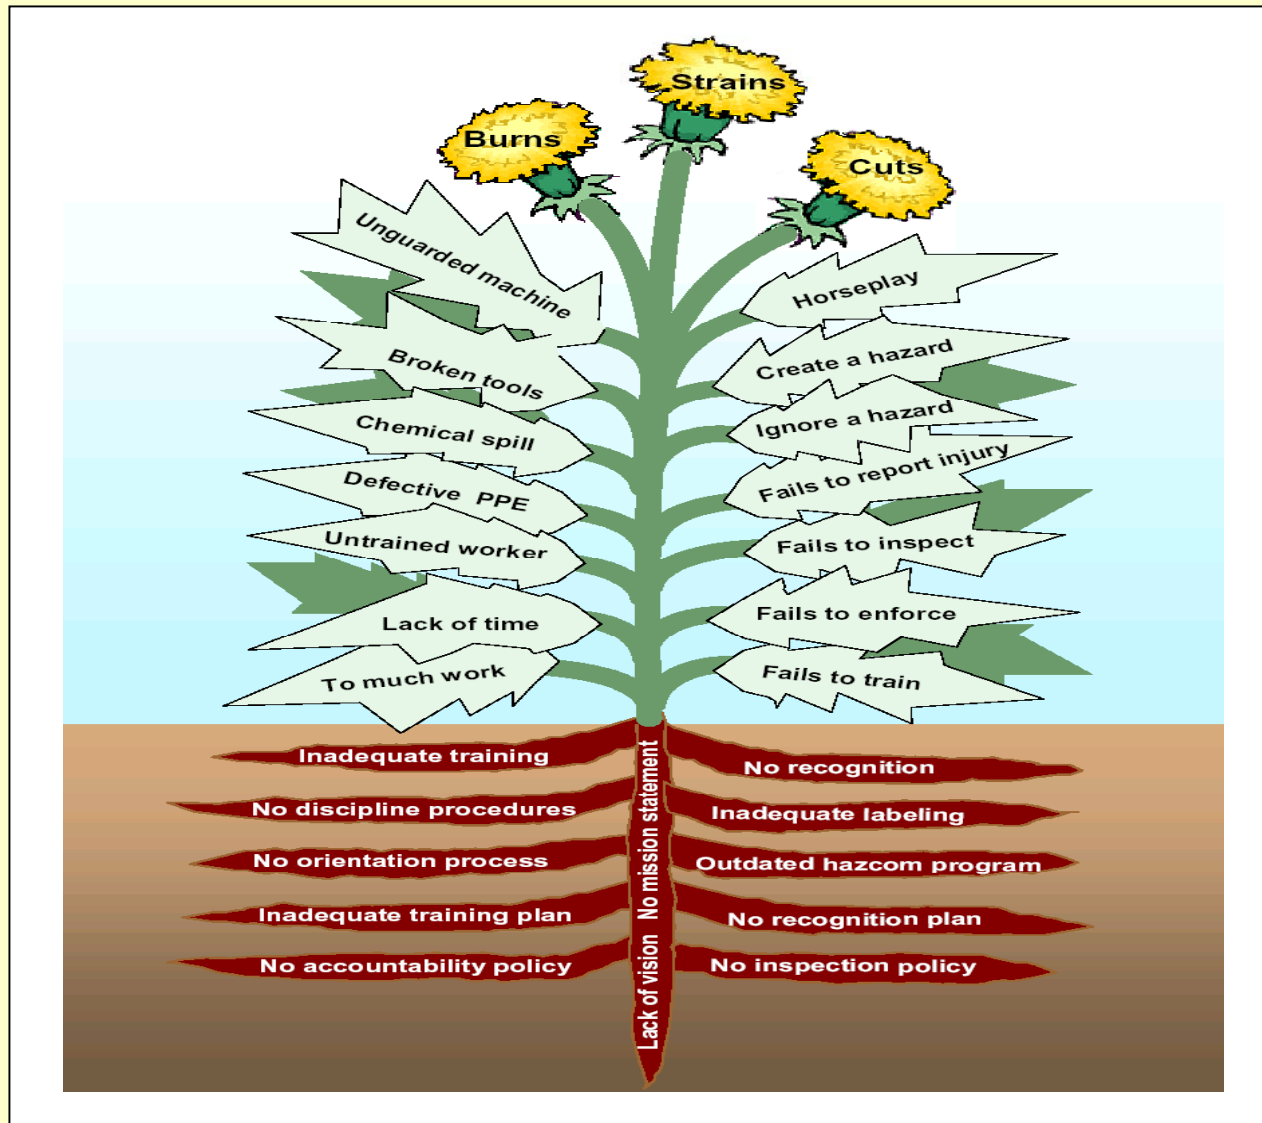 Strains
Burns
Cuts
Unguarded machine
Horseplay
Broken tools
Create a hazard
Chemical spill
Ignore a hazard
Defective PPE
Fails to report injury
Untrained worker
Fails to inspect
Lack of time
Fails to enforce
To much work
Fails to train
Inadequate training
No recognition
No discipline procedures
Inadequate labeling
No orientation process
Outdated hazcom program
Inadequate training plan
No recognition plan
No accountability policy
No inspection policy
Lack of vision No mission statement